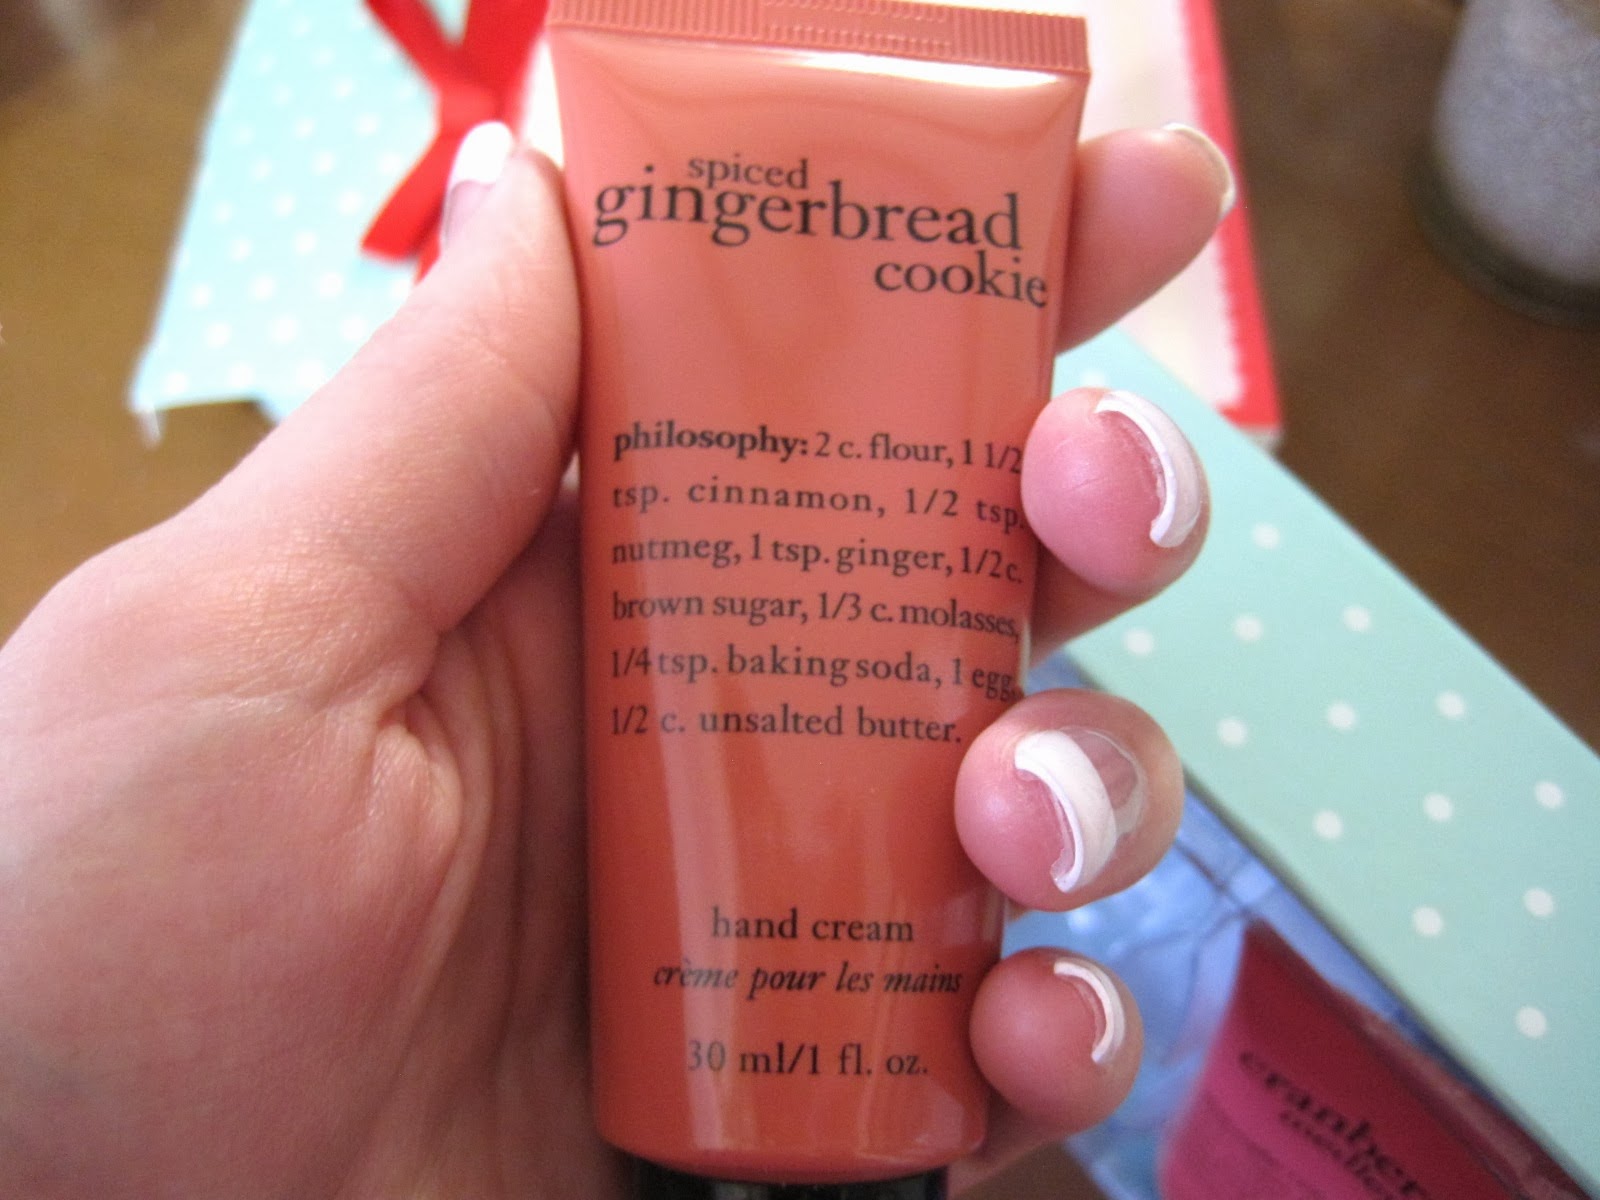 spiced
gingerbread
cookie
philosophy: 2 c. flour, 1 1/2
tsp. cinnamon, 1/2 tsp.
nutmeg, 1 tsp. ginger, 1/2 c.
brown sugar, 1/3 c. molasses,
1/4 tsp. baking soda, 1 egg,
1/2 c. unsalted butter.
hand cream
crème pour les mains
30 ml/1 fl. oz.